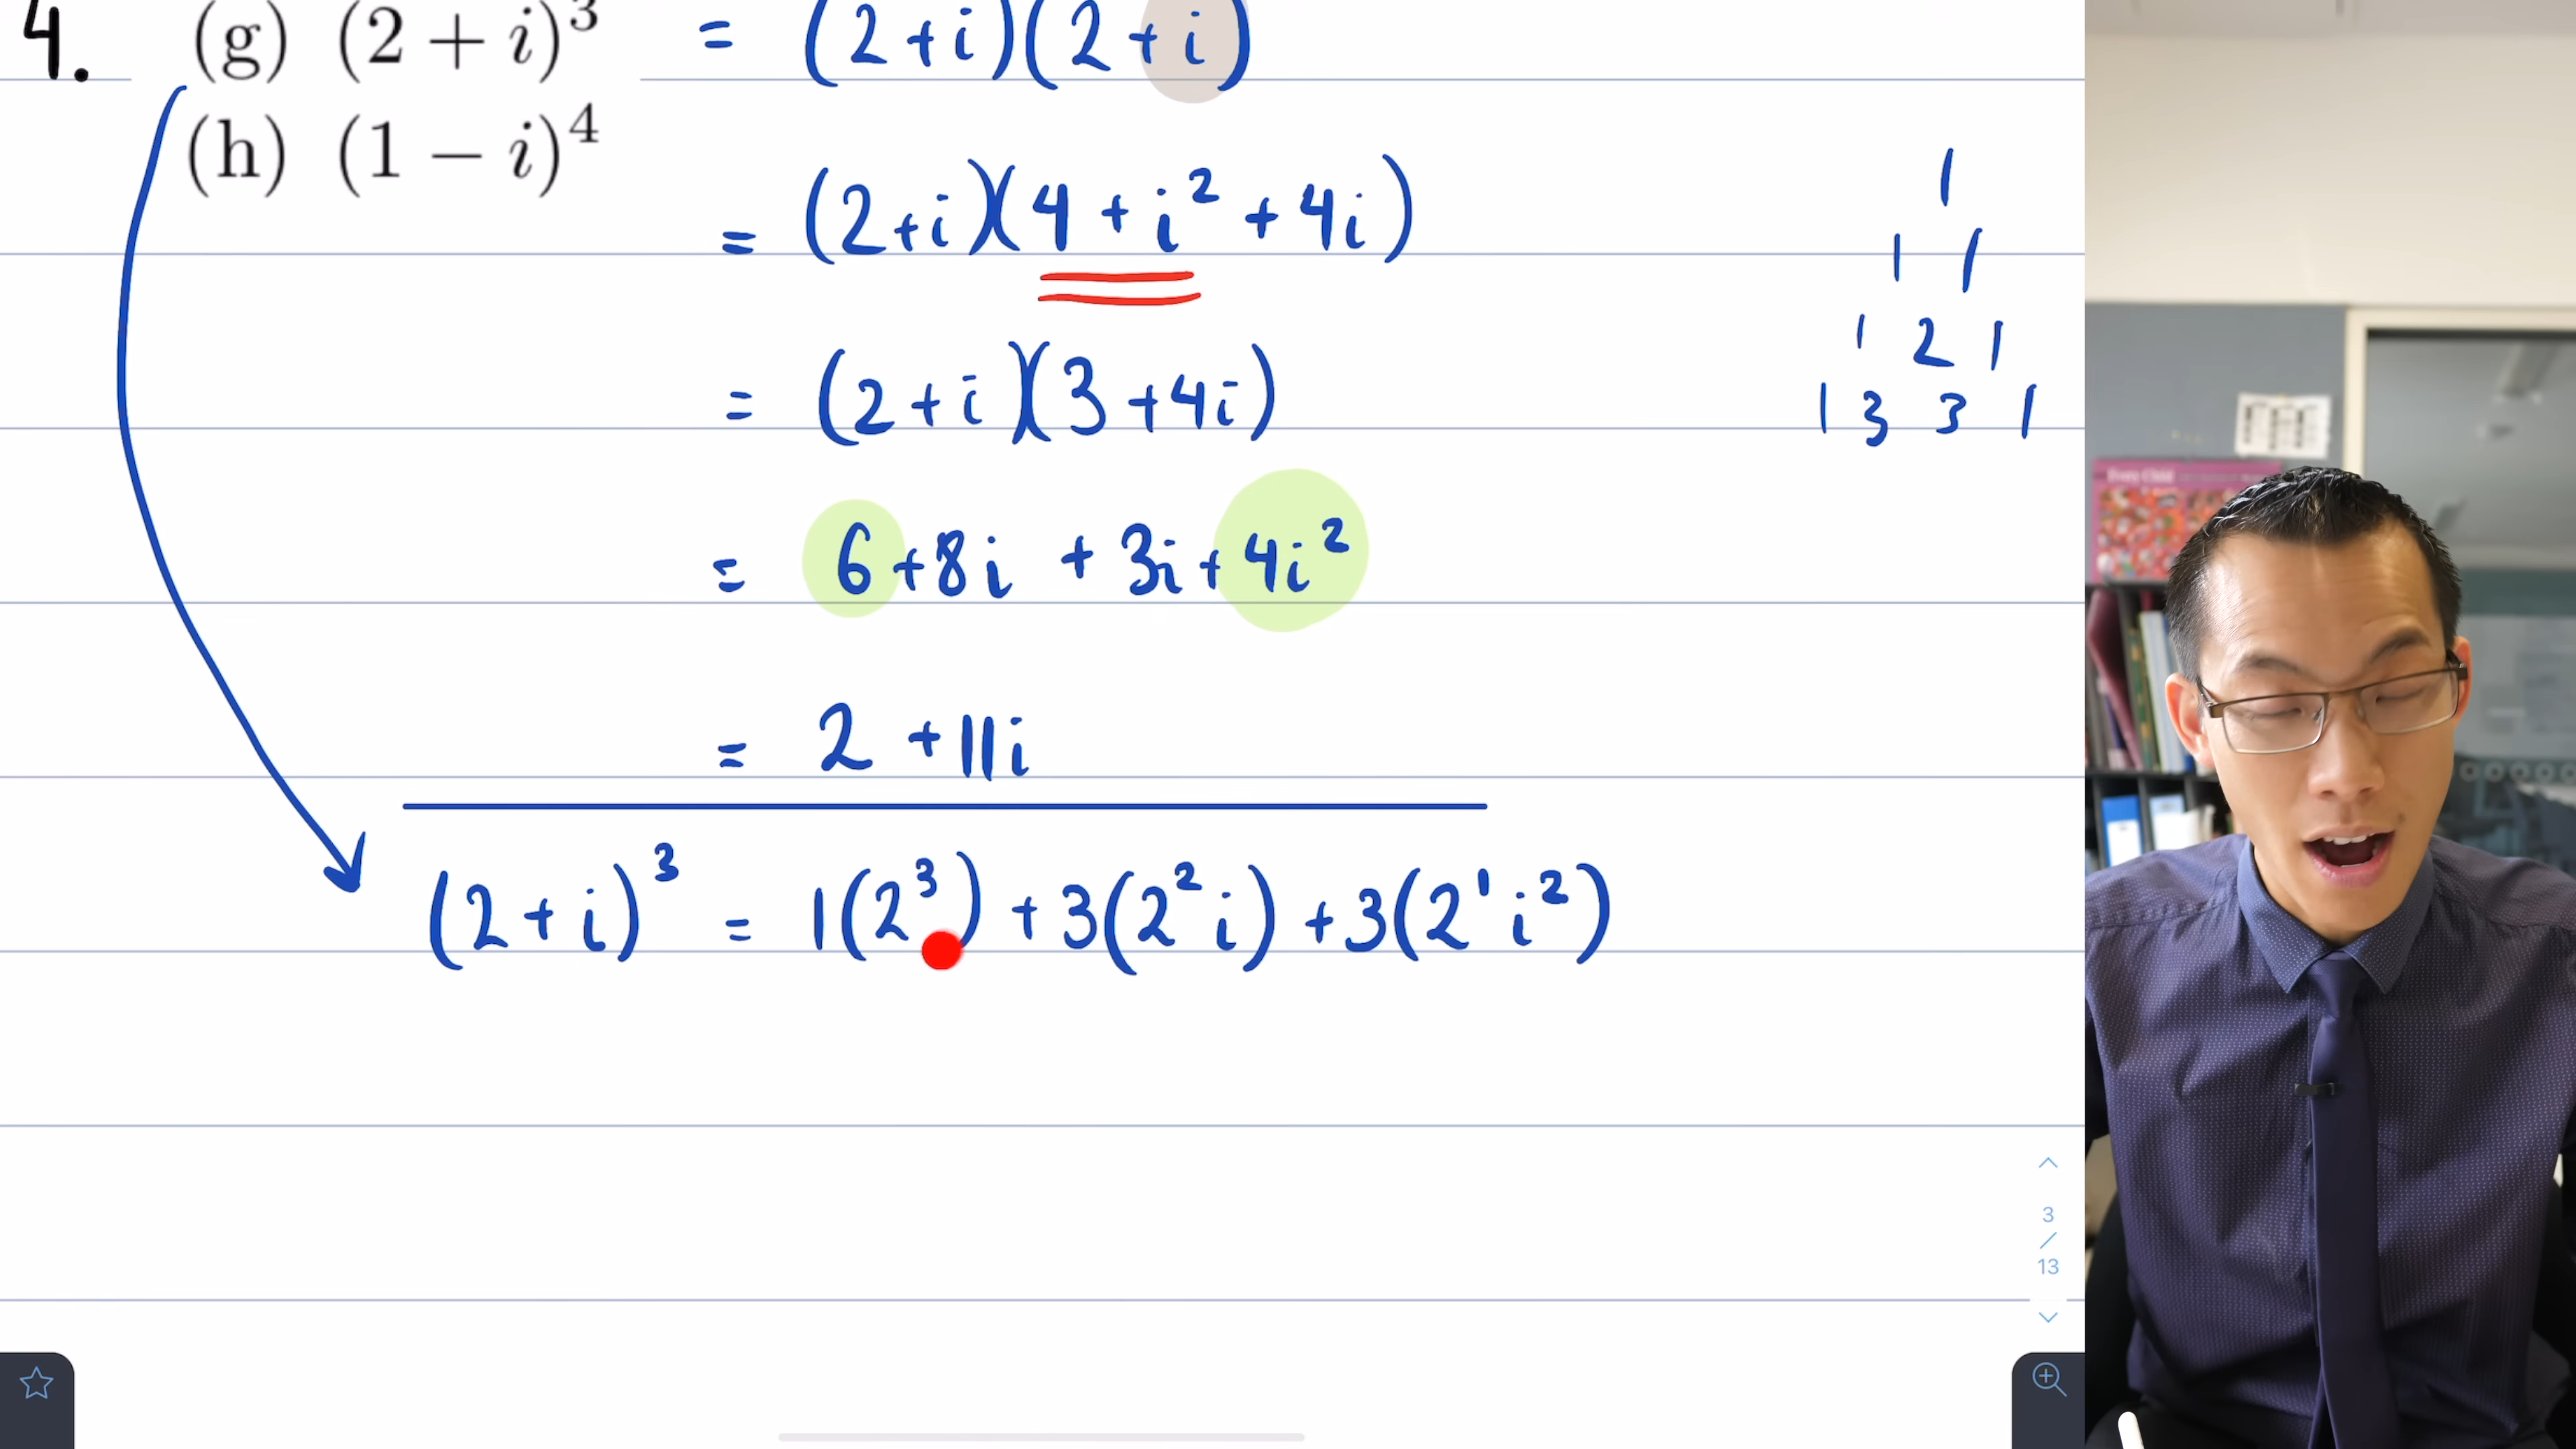 4. (g) (2 + i)³ = (2 + i)(2 + i)
(h) (1 − i)⁴
= (2+i)(4 + i² + 4i)
= (2+i)(3+4i)
= 6+8i + 3i+4i²
= 2 +11i
(2+i)³ = 1(2³) + 3(2²i) + 3(2¹i²)
1
1 1
1 2 1
1 3 3 1
3
/
13